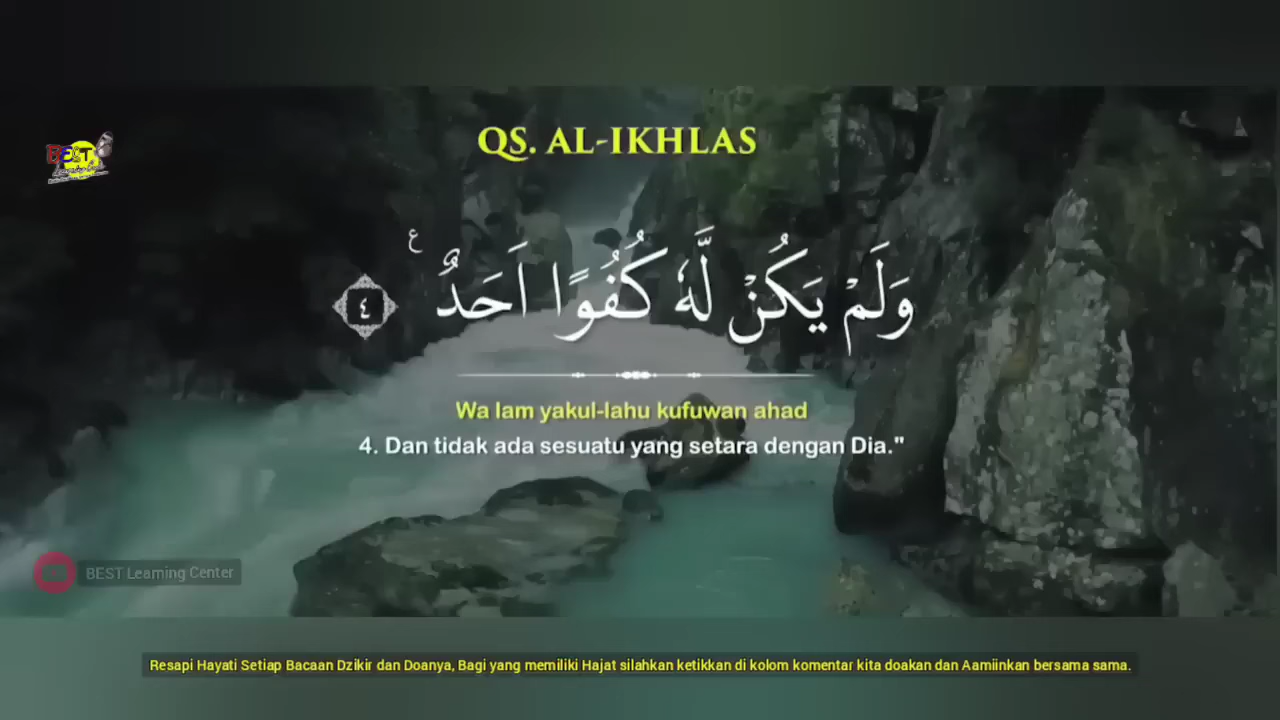 BEST
QS. AL-IKHLAS
وَلَمْ يَكُنْ لَّهٗ كُفُوًا اَحَدٌ ࣖ ٤
Wa lam yakul-lahu kufuwan ahad
4. Dan tidak ada sesuatu yang setara dengan Dia."
BEST Learning Center
Resapi Hayati Setiap Bacaan Dzikir dan Doanya, Bagi yang memiliki Hajat silahkan ketikkan di kolom komentar kita doakan dan Aamiinkan bersama sama.